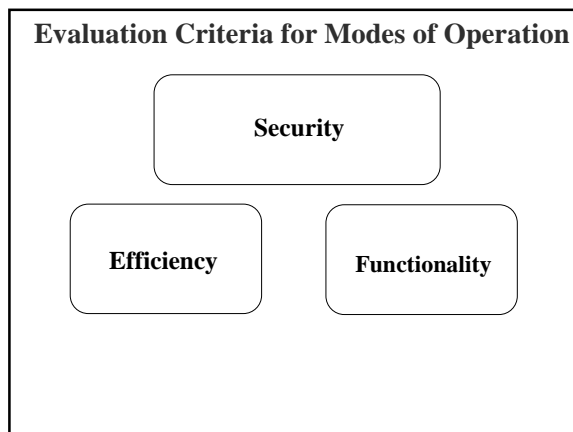 Evaluation Criteria for Modes of Operation
Security
Efficiency
Functionality